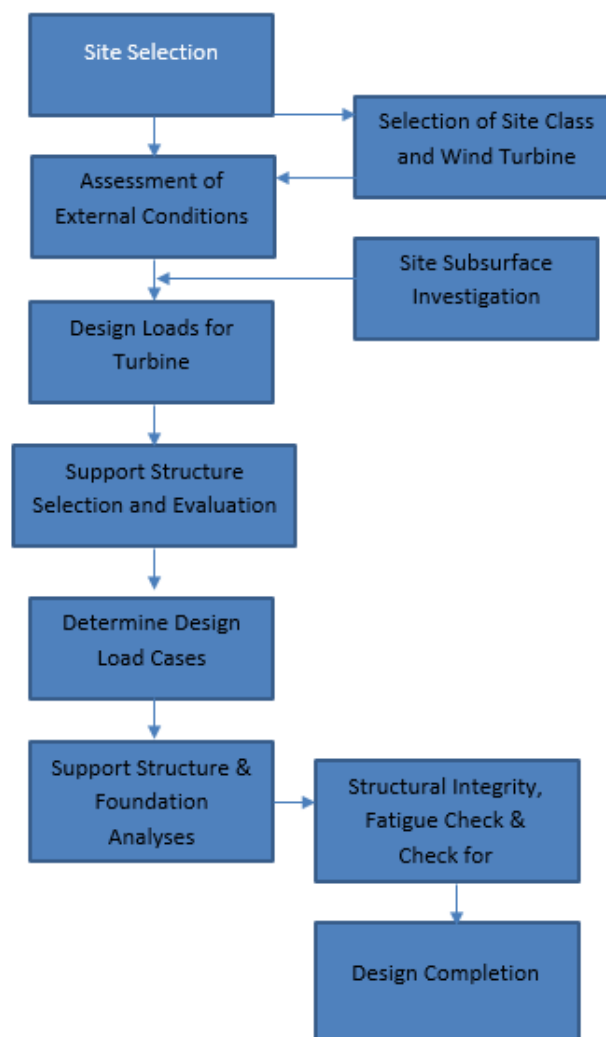 Site Selection
Selection of Site Class
and Wind Turbine
Assessment of
External Conditions
Site Subsurface
Investigation
Design Loads for
Turbine
Support Structure
Selection and Evaluation
Determine Design
Load Cases
Support Structure &
Foundation
Analyses
Structural Integrity,
Fatigue Check &
Check for
Design Completion